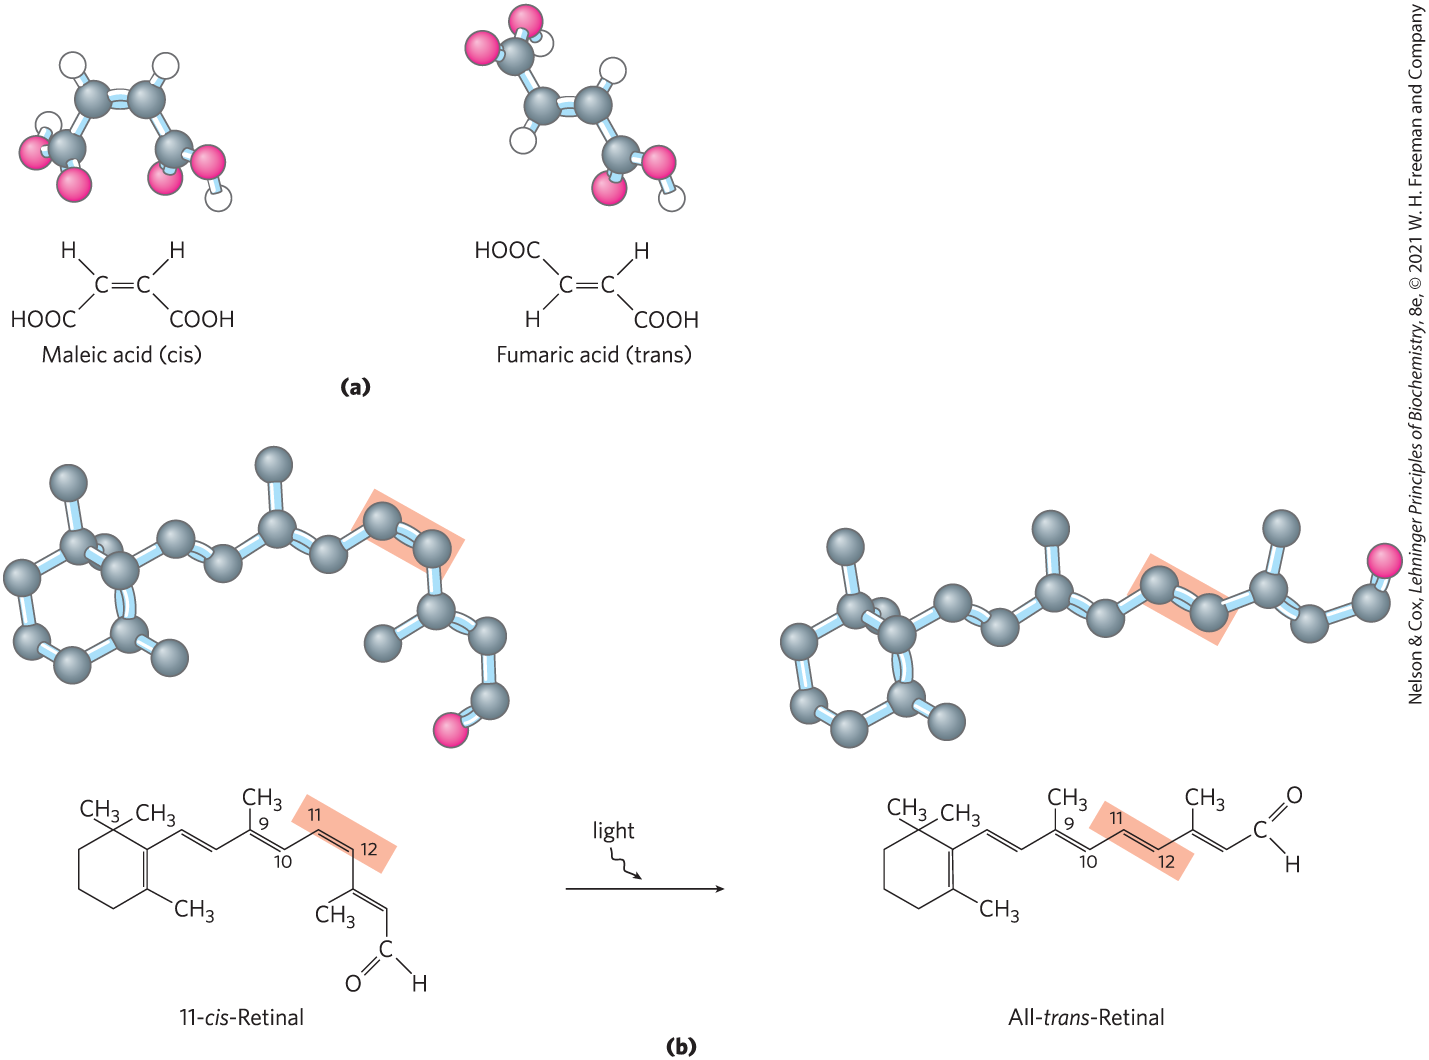 H H
C=C
HOOC COOH
Maleic acid (cis)
HOOC H
C=C
H COOH
Fumaric acid (trans)
(a)
CH3 CH3 CH3
9
10
11
12
CH3
CH3
C
O H
11-cis-Retinal
light
CH3 CH3 CH3
9
10
11
12
CH3
CH3
C
O
H
All-trans-Retinal
(b)
Nelson & Cox, Lehninger Principles of Biochemistry, 8e, © 2021 W. H. Freeman and Company